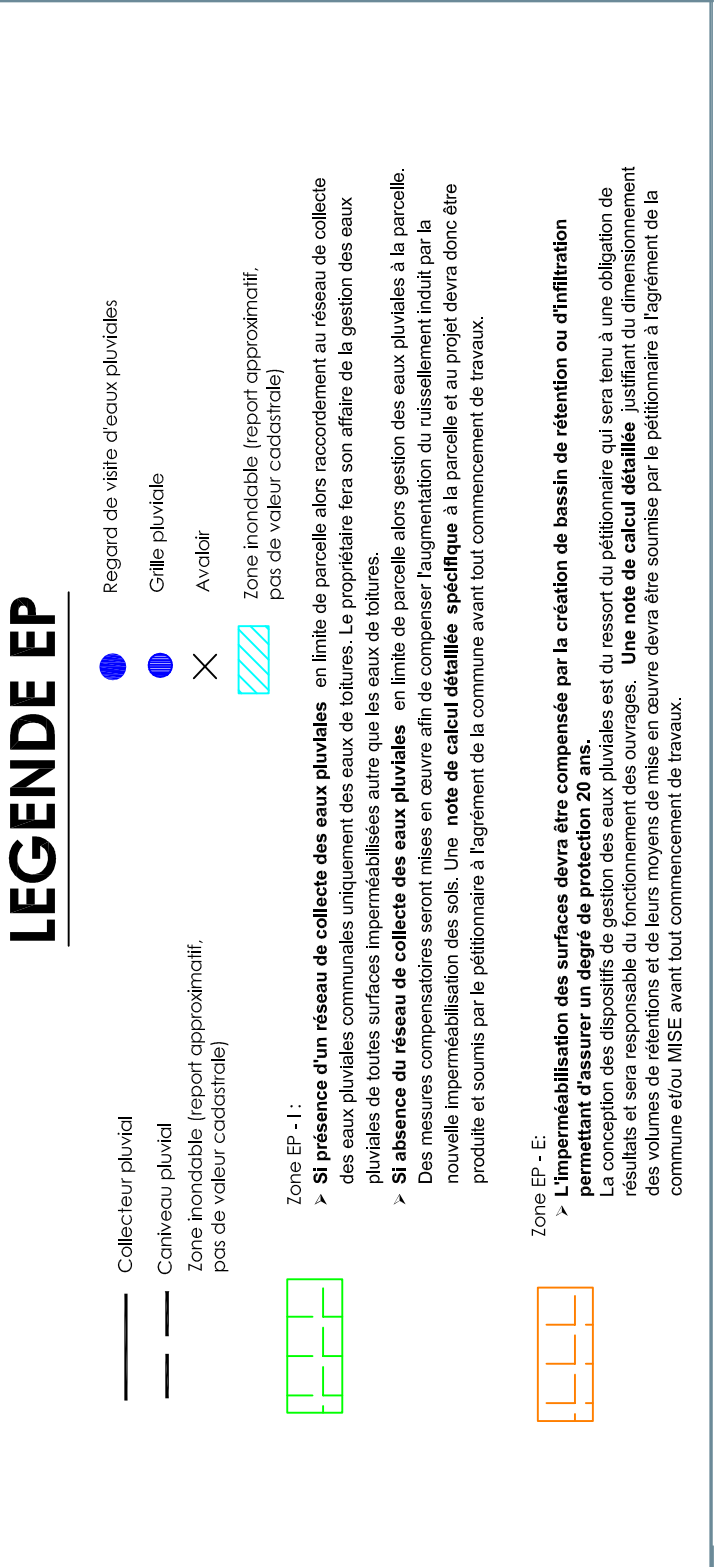 LEGENDE EP
Collecteur pluvial
Caniveau pluvial
Zone inondable (report approximatif,
pas de valeur cadastrale)
Regard de visite d'eaux pluviales
Grille pluviale
Avaloir
Zone inondable (report approximatif,
pas de valeur cadastrale)
Zone EP - I :
➢ Si présence d'un réseau de collecte des eaux pluviales en limite de parcelle alors raccordement au réseau de collecte
des eaux pluviales communales uniquement des eaux de toitures. Le propriétaire fera son affaire de la gestion des eaux
pluviales de toutes surfaces imperméabilisées autre que les eaux de toitures.
➢ Si absence du réseau de collecte des eaux pluviales en limite de parcelle alors gestion des eaux pluviales à la parcelle.
Des mesures compensatoires seront mises en œuvre afin de compenser l'augmentation du ruissellement induit par la
nouvelle imperméabilisation des sols. Une note de calcul détaillée spécifique à la parcelle et au projet devra donc être
produite et soumis par le pétitionnaire à l'agrément de la commune avant tout commencement de travaux.
Zone EP - E:
➢ L'imperméabilisation des surfaces devra être compensée par la création de bassin de rétention ou d'infiltration
permettant d'assurer un degré de protection 20 ans.
La conception des dispositifs de gestion des eaux pluviales est du ressort du pétitionnaire qui sera tenu à une obligation de
résultats et sera responsable du fonctionnement des ouvrages. Une note de calcul détaillée justifiant du dimensionnement
des volumes de rétentions et de leurs moyens de mise en œuvre devra être soumise par le pétitionnaire à l'agrément de la
commune et/ou MISE avant tout commencement de travaux.